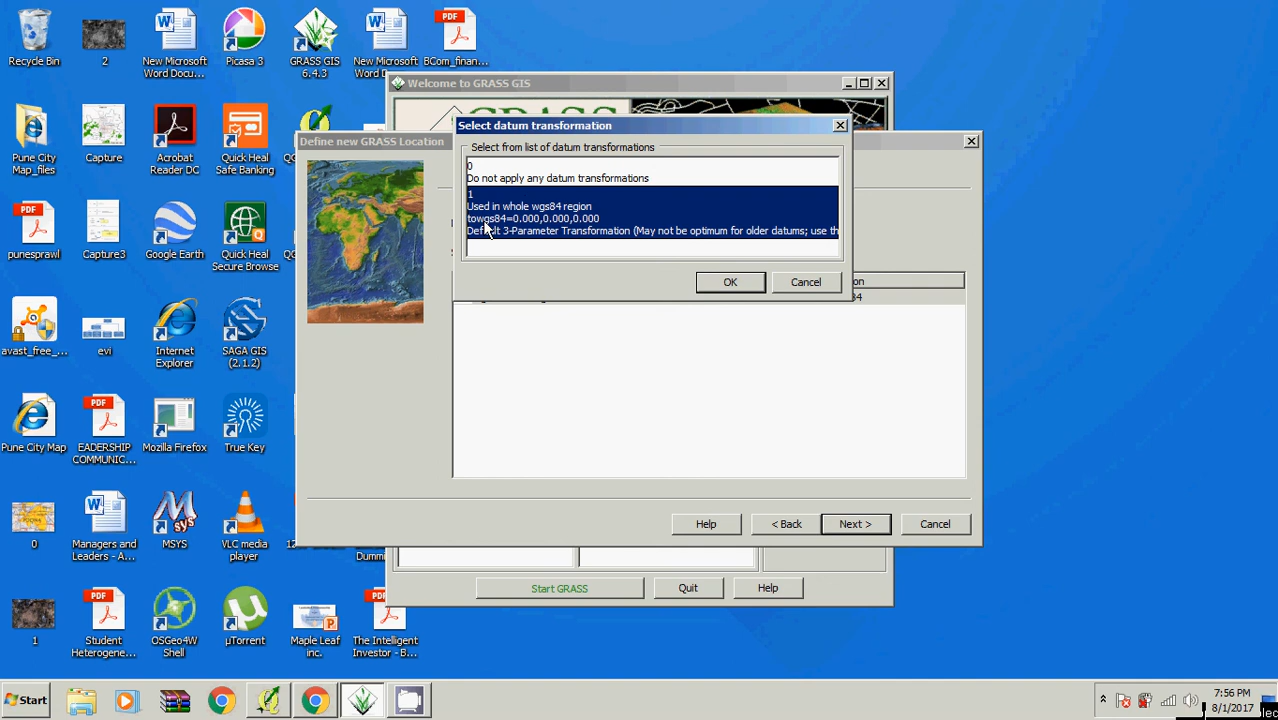 Recycle Bin
2
New Microsoft
Word Docu...
Picasa 3
GRASS GIS
6.4.3
New Microsoft
Word D
PDF
BCom_finan...
Pune City
Map_files
Capture
Acrobat
Reader DC
Quick Heal
Safe Banking
QG
PDF
punesprawl
Capture3
Google Earth
Quick Heal
Secure Browse
avast_free_...
evi
Internet
Explorer
SAGA GIS
(2.1.2)
Pune City Map
PDF
EADERSHIP
COMMUNIC...
Mozilla Firefox
True Key
0
Managers and
Leaders - A...
Msys
MSYS
VLC media
player
12
Dummi
1
PDF
Student
Heterogene...
OSGeo4W
Shell
µTorrent
Maple Leaf
inc.
PDF
The Intelligent
Investor - B...
Welcome to GRASS GIS
Define new GRASS Location
Select datum transformation
Select from list of datum transformations
0
Do not apply any datum transformations
1
Used in whole wgs84 region
towgs84=0.000,0.000,0.000
Default 3-Parameter Transformation (May not be optimum for older datums; use th
OK
Cancel
on
84
Help
< Back
Next >
Cancel
Start GRASS
Quit
Help
Start
7:56 PM
8/1/2017